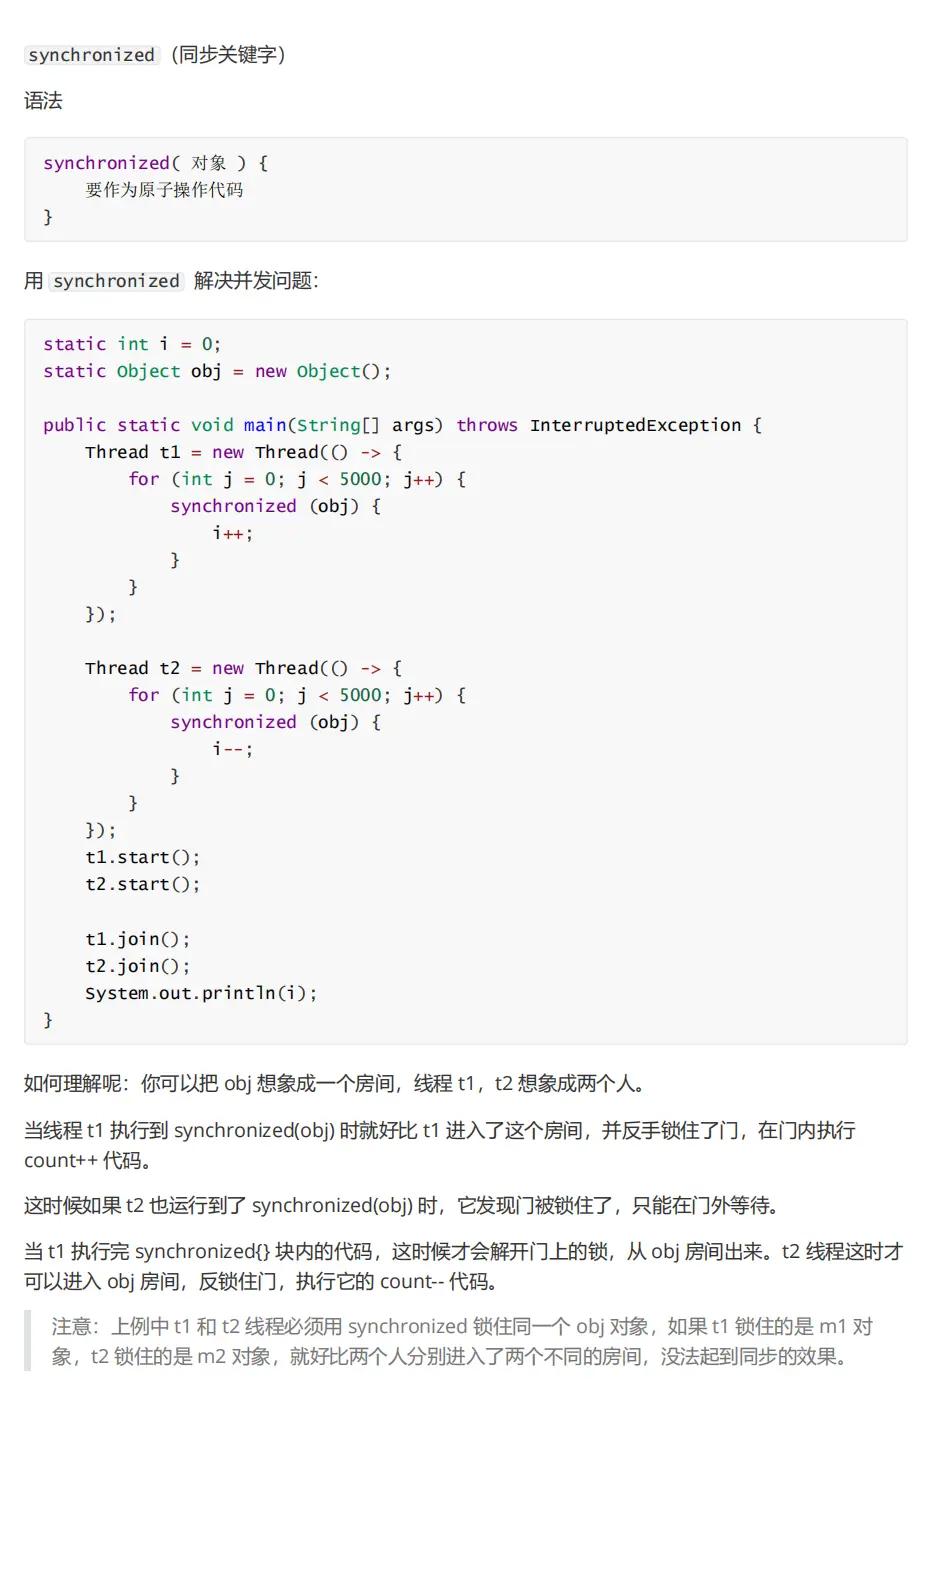 synchronized（同步关键字）
语法
synchronized( 对象 ) {
    要作为原子操作代码
}
用 synchronized 解决并发问题：
static int i = 0;
static Object obj = new Object();

public static void main(String[] args) throws InterruptedException {
    Thread t1 = new Thread(() -> {
        for (int j = 0; j < 5000; j++) {
            synchronized (obj) {
                i++;
            }
        }
    });

    Thread t2 = new Thread(() -> {
        for (int j = 0; j < 5000; j++) {
            synchronized (obj) {
                i--;
            }
        }
    });
    t1.start();
    t2.start();

    t1.join();
    t2.join();
    System.out.println(i);
}
如何理解呢：你可以把 obj 想象成一个房间，线程 t1，t2 想象成两个人。
当线程 t1 执行到 synchronized(obj) 时就好比 t1 进入了这个房间，并反手锁住了门，在门内执行
count++ 代码。
这时候如果 t2 也运行到了 synchronized(obj) 时，它发现门被锁住了，只能在门外等待。
当 t1 执行完 synchronized{} 块内的代码，这时候才会解开门上的锁，从 obj 房间出来。t2 线程这时才
可以进入 obj 房间，反锁住门，执行它的 count-- 代码。
注意：上例中 t1 和 t2 线程必须用 synchronized 锁住同一个 obj 对象，如果 t1 锁住的是 m1 对
象，t2 锁住的是 m2 对象，就好比两个人分别进入了两个不同的房间，没法起到同步的效果。